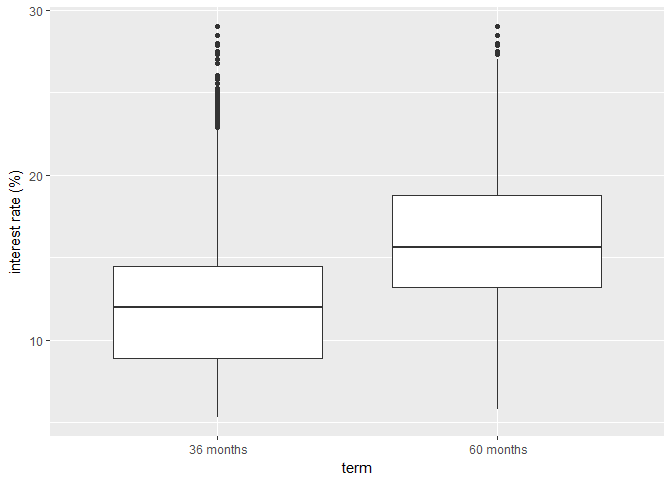 30
20
10
interest rate (%)
36 months
60 months
term